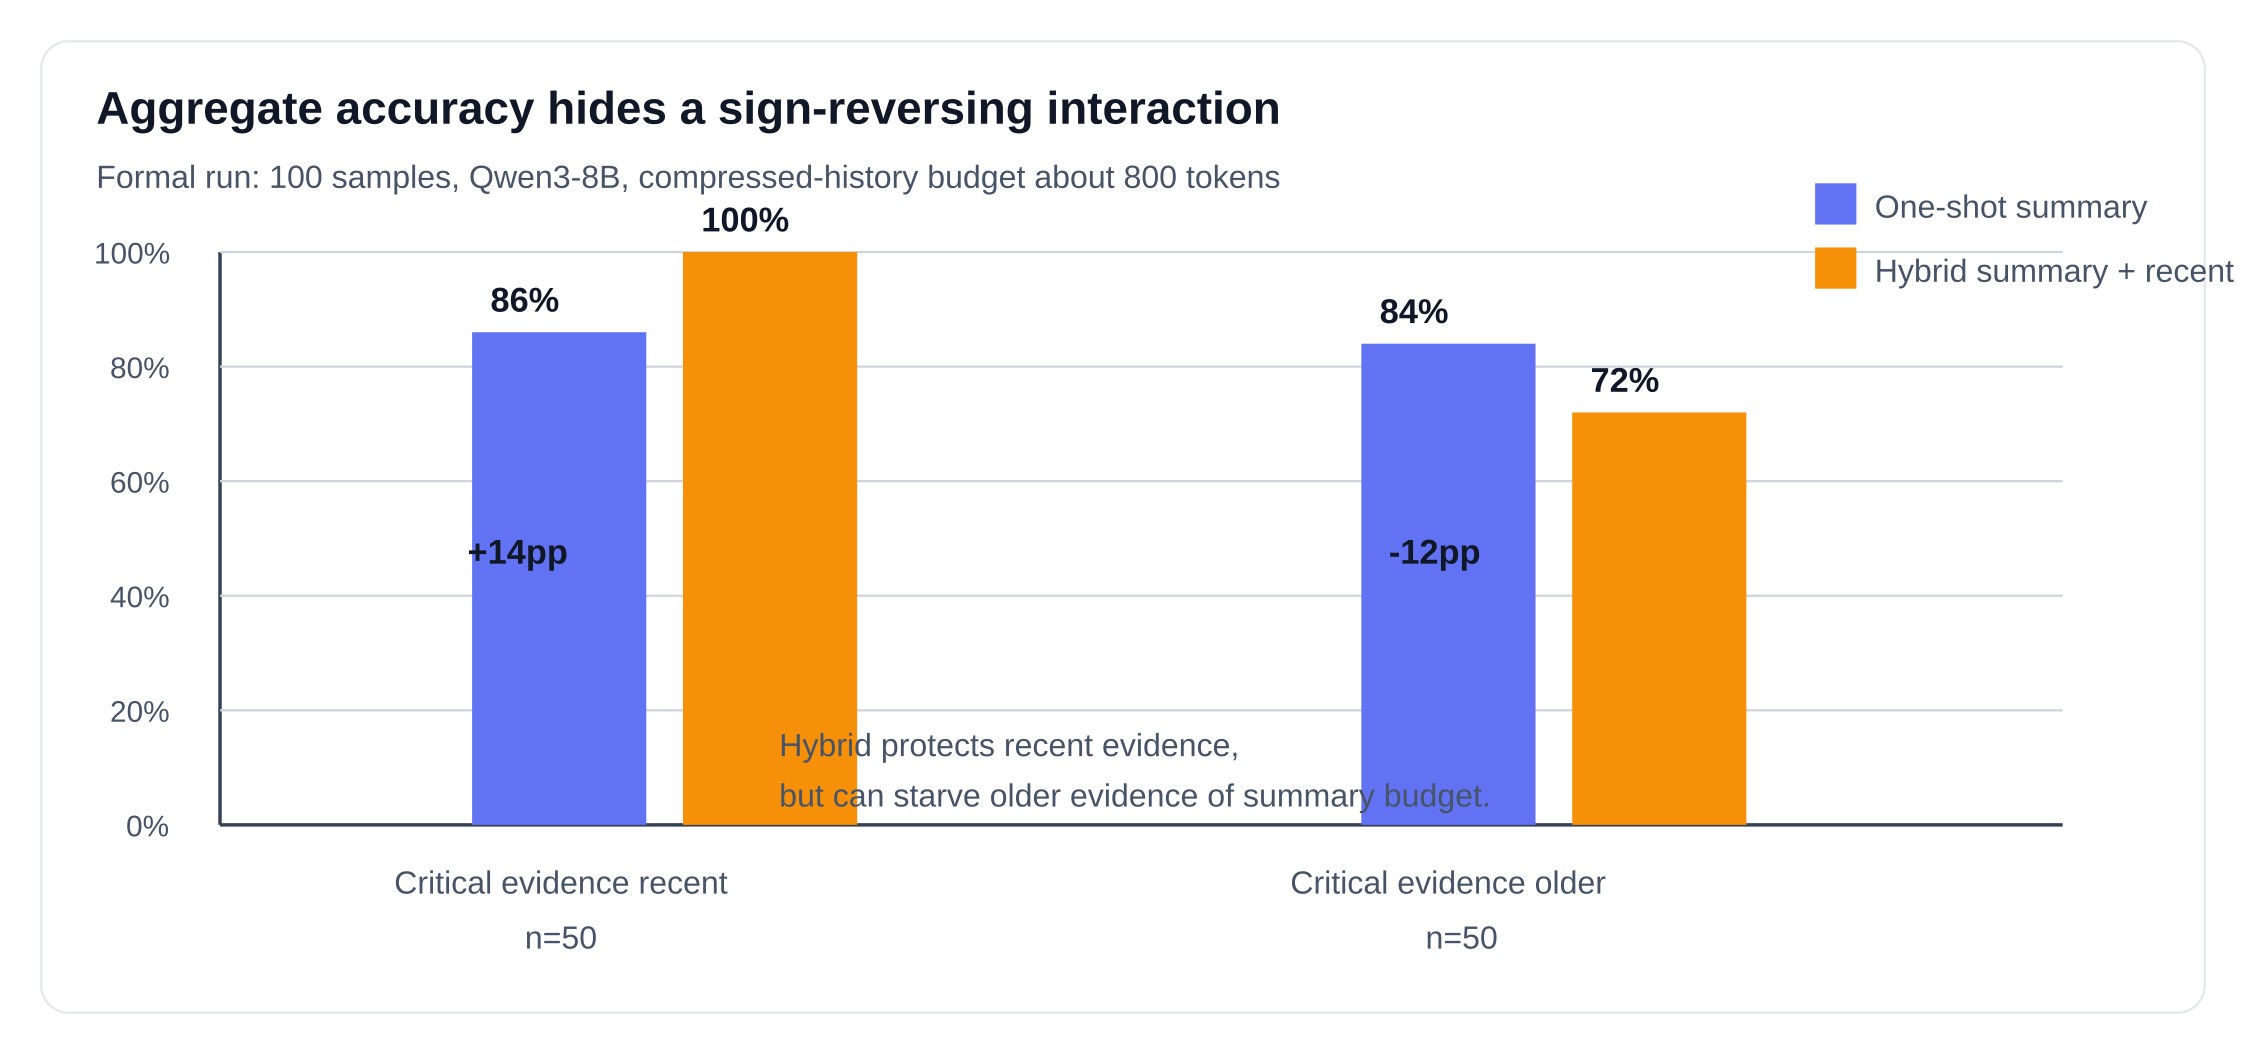 Aggregate accuracy hides a sign-reversing interaction
Formal run: 100 samples, Qwen3-8B, compressed-history budget about 800 tokens
One-shot summary
Hybrid summary + recent
100%
80%
60%
40%
20%
0%
86%
100%
+14pp
84%
72%
-12pp
Hybrid protects recent evidence,
but can starve older evidence of summary budget.
Critical evidence recent
n=50
Critical evidence older
n=50